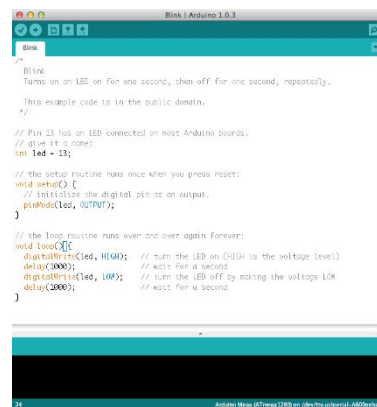 Blink | Arduino 1.0.3
Blink
/*
  Blink
  Turns on an LED on for one second, then off for one second, repeatedly.

  This example code is in the public domain.
 */

// Pin 13 has an LED connected on most Arduino boards.
// give it a name:
int led = 13;

// the setup routine runs once when you press reset:
void setup() {
  // initialize the digital pin as an output.
  pinMode(led, OUTPUT);
}

// the loop routine runs over and over again forever:
void loop(){
  digitalWrite(led, HIGH);   // turn the LED on (HIGH is the voltage level)
  delay(1000);               // wait for a second
  digitalWrite(led, LOW);    // turn the LED off by making the voltage LOW
  delay(1000);               // wait for a second
}
24
Arduino Mega (ATmega1280) on